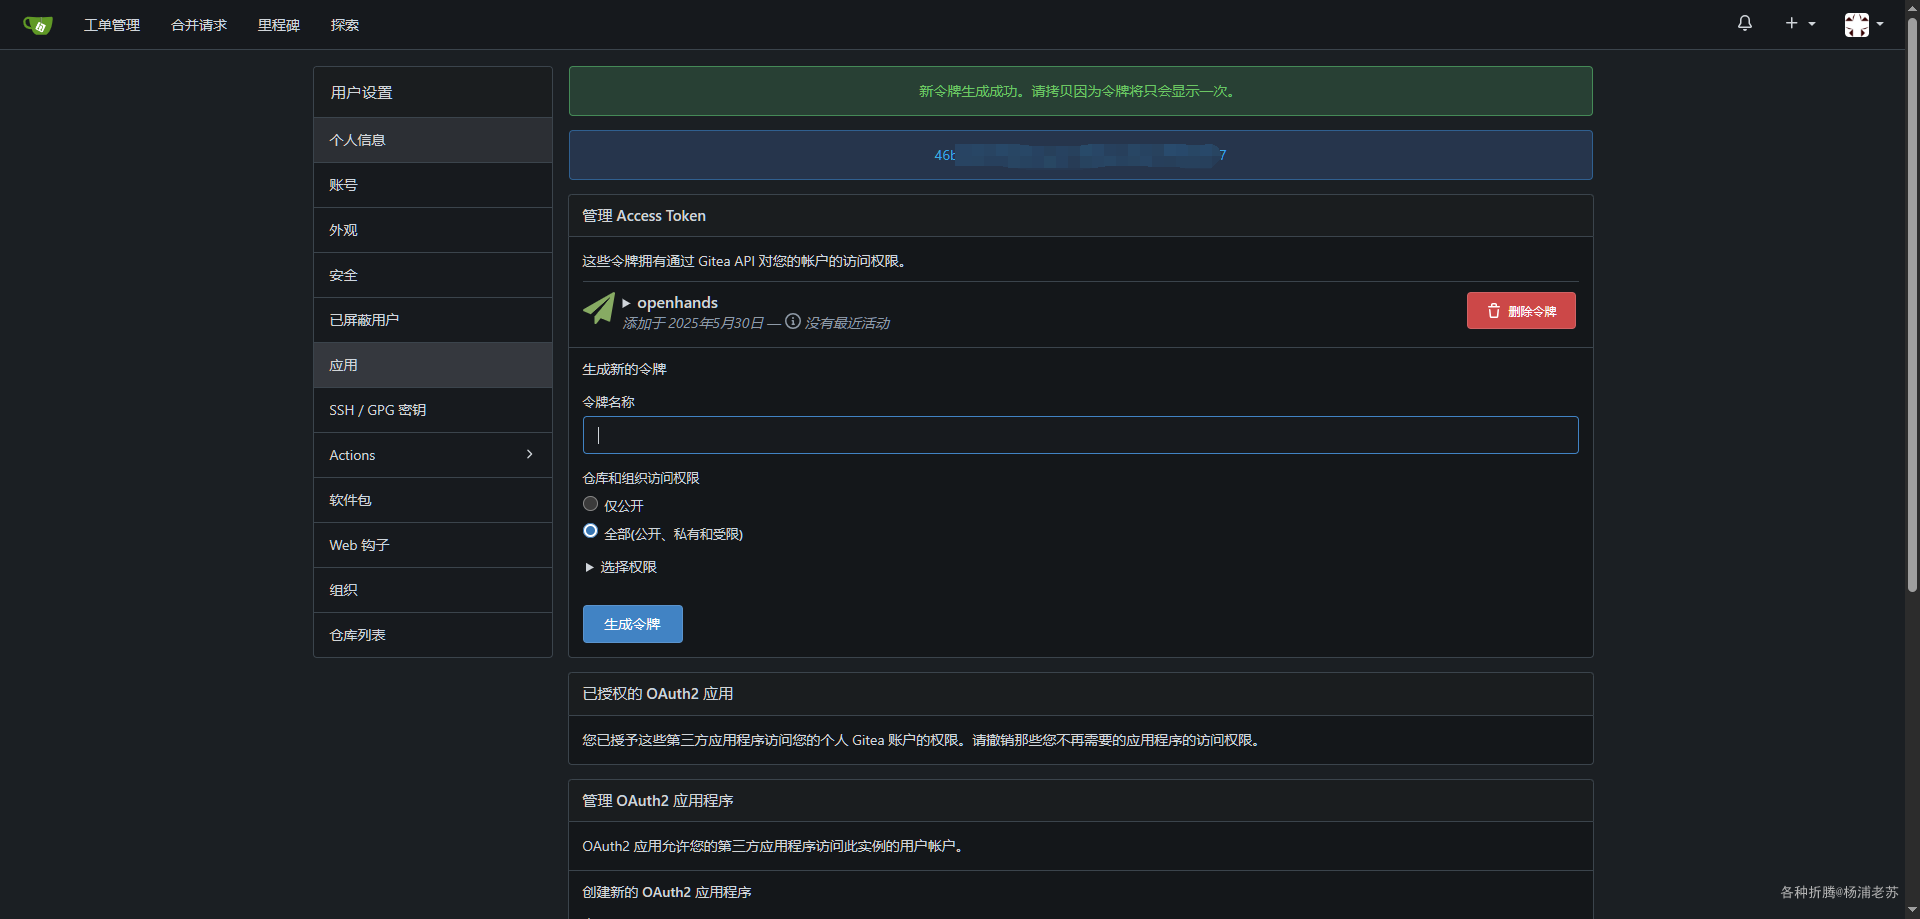 工单管理 合并请求 里程碑 探索
用户设置
个人信息
账号
外观
安全
已屏蔽用户
应用
SSH / GPG 密钥
Actions
软件包
Web 钩子
组织
仓库列表
新令牌生成成功。请拷贝因为令牌将只会显示一次。
46b 7
管理 Access Token
这些令牌拥有通过 Gitea API 对您的帐户的访问权限。
openhands
添加于 2025年5月30日 — 没有最近活动
删除令牌
生成新的令牌
令牌名称
仓库和组织访问权限
仅公开
全部(公开、私有和受限)
选择权限
生成令牌
已授权的 OAuth2 应用
您已授予这些第三方应用程序访问您的个人 Gitea 账户的权限。请撤销那些您不再需要的应用程序的访问权限。
管理 OAuth2 应用程序
OAuth2 应用允许您的第三方应用程序访问此实例的用户帐户。
创建新的 OAuth2 应用程序
各种折腾@杨浦老苏